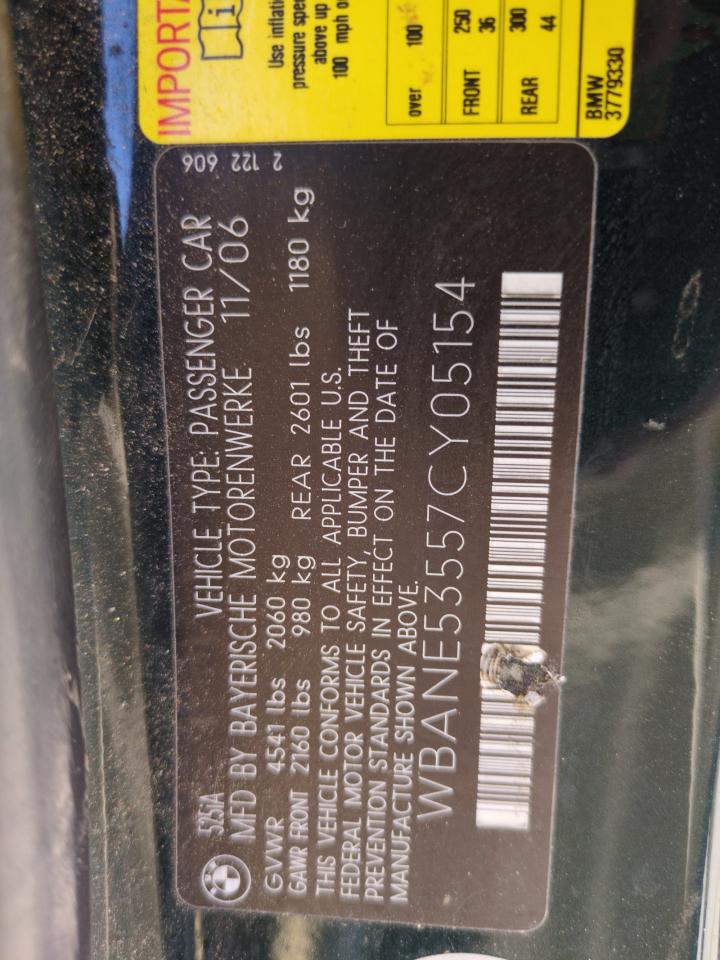 525IA VEHICLE TYPE: PASSENGER CAR
MFD BY BAYERISCHE MOTORENWERKE 11/06
GVWR 4541 lbs 2060 kg
GAWR FRONT 2160 lbs 980 kg REAR 2601 lbs 1180 kg
THIS VEHICLE CONFORMS TO ALL APPLICABLE U.S.
FEDERAL MOTOR VEHICLE SAFETY, BUMPER AND THEFT
PREVENTION STANDARDS IN EFFECT ON THE DATE OF
MANUFACTURE SHOWN ABOVE.
WBANE53557CY05154
2 122 606
IMPORTA
Use inflati
pressure spe
above up
100 mph o
over 100
FRONT 250
36
REAR 300
44
BMW
3779330